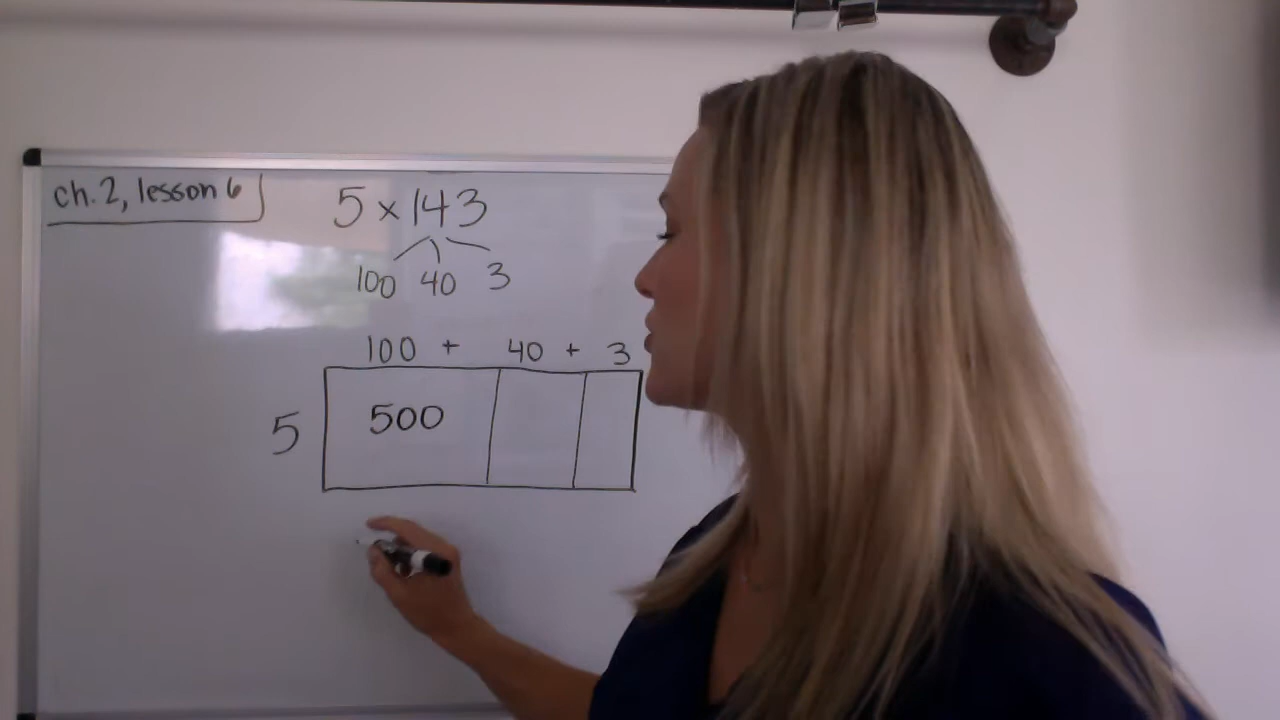 ch. 2, lesson 6
5 × 143
100 40 3
100 + 40 + 3
5 500